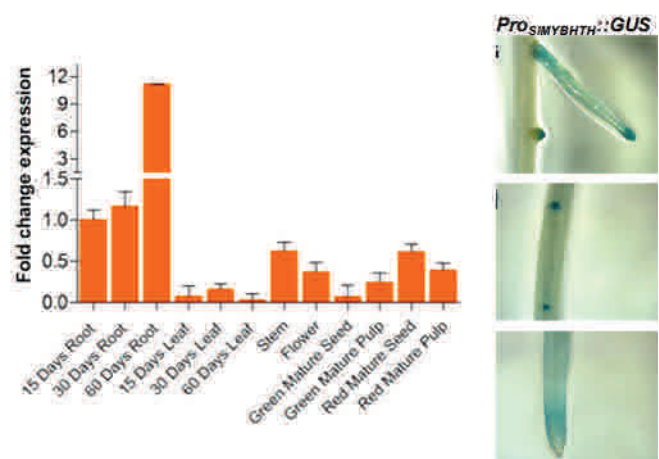 Pro_SlMYBHTH::GUS
Fold change expression
12
9
6
3
1.5
1.0
0.5
0.0
15 Days Root
30 Days Root
60 Days Root
15 Days Leaf
30 Days Leaf
60 Days Leaf
Stem
Flower
Green Mature Seed
Green Mature Pulp
Red Mature Seed
Red Mature Pulp